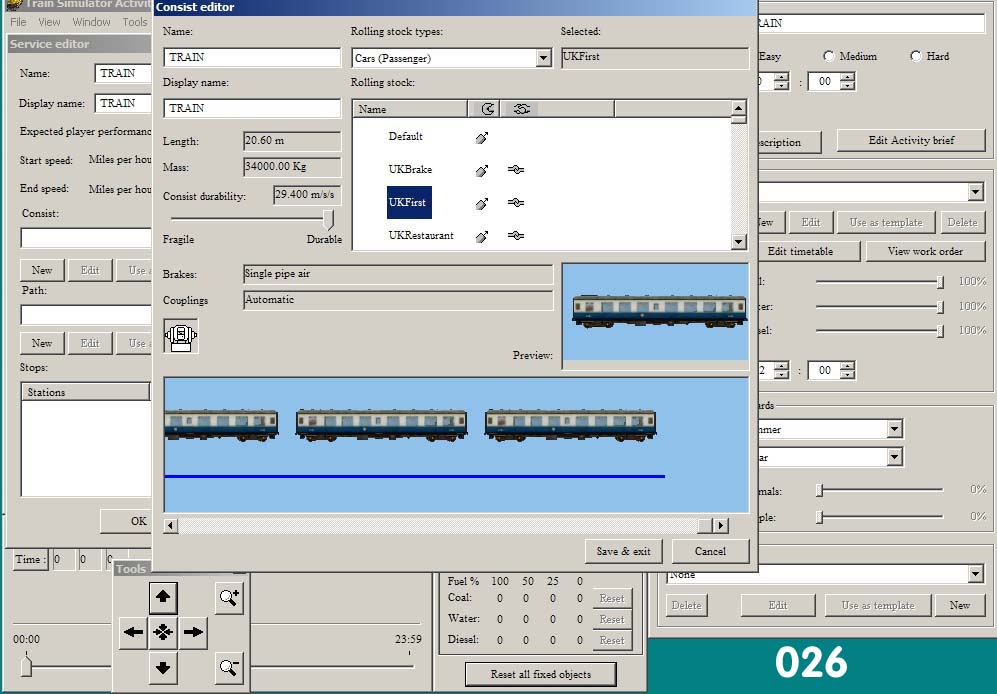 Train Simulator Activit
File View Window Tools
Service editor
Name: TRAIN
Display name: TRAIN
Expected player performanc
Start speed: Miles per hou
End speed: Miles per hou
Consist:
New Edit Use a
Path:
New Edit Use a
Stops:
Stations
OK
Time : 0 0 0
Tools
00:00 23:59
Consist editor
Name:
TRAIN
Display name:
TRAIN
Length: 20.60 m
Mass: 34000.00 Kg
Consist durability: 29.400 m/s/s
Fragile Durable
Rolling stock types:
Cars (Passenger)
Selected:
UKFirst
Rolling stock:
Name
Default
UKBrake
UKFirst
UKRestaurant
Brakes: Single pipe air
Couplings Automatic
Preview:
Save & exit Cancel
Fuel % 100 50 25 0
Coal: 0 0 0 0 Reset
Water: 0 0 0 0 Reset
Diesel: 0 0 0 0 Reset
Reset all fixed objects
RAIN
Easy Medium Hard
0 : 00
scription Edit Activity brief
ew Edit Use as template Delete
Edit timetable View work order
l: 100%
ter: 100%
sel: 100%
2 : 00
ards
mmer
ar
mals: 0%
ple: 0%
None
Delete Edit Use as template New
026